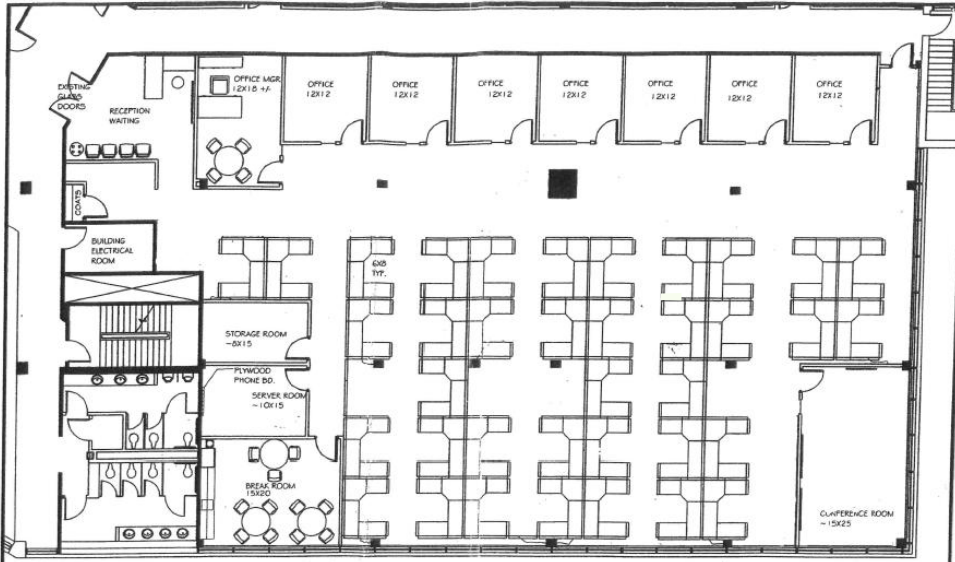 OFFICE MGR
12X18 +/-
OFFICE
12X12
OFFICE
12X12
OFFICE
12X12
OFFICE
12X12
OFFICE
12X12
OFFICE
12X12
OFFICE
12X12
EXISTING
GLASS
DOORS
RECEPTION
WAITING
COATS
BUILDING
ELECTRICAL
ROOM
6X8
TYP.
STORAGE ROOM
~8X15
PLYWOOD
PHONE BD.
SERVER ROOM
~10X15
BREAK ROOM
15X20
CONFERENCE ROOM
~15X25